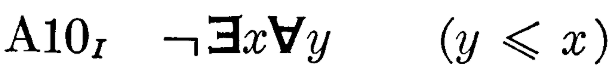 A10_I ¬∃x∀y (y ⩽ x)